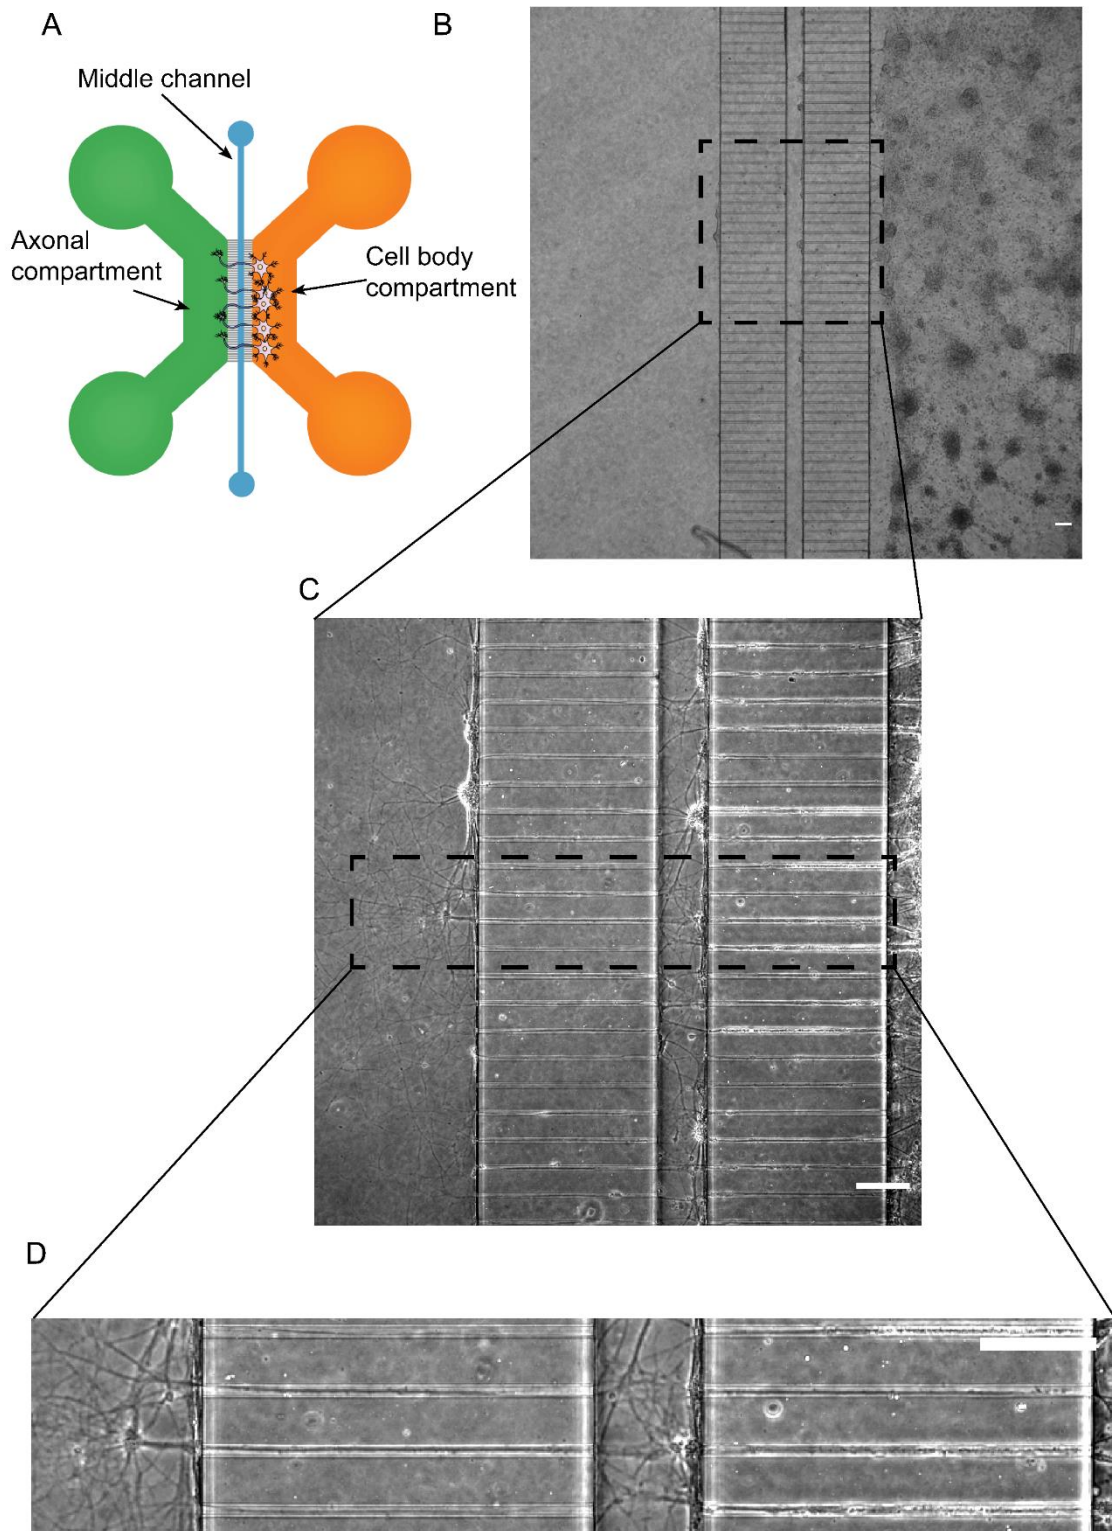 A
Middle channel
Axonal
compartment
Cell body
compartment
B
C
D